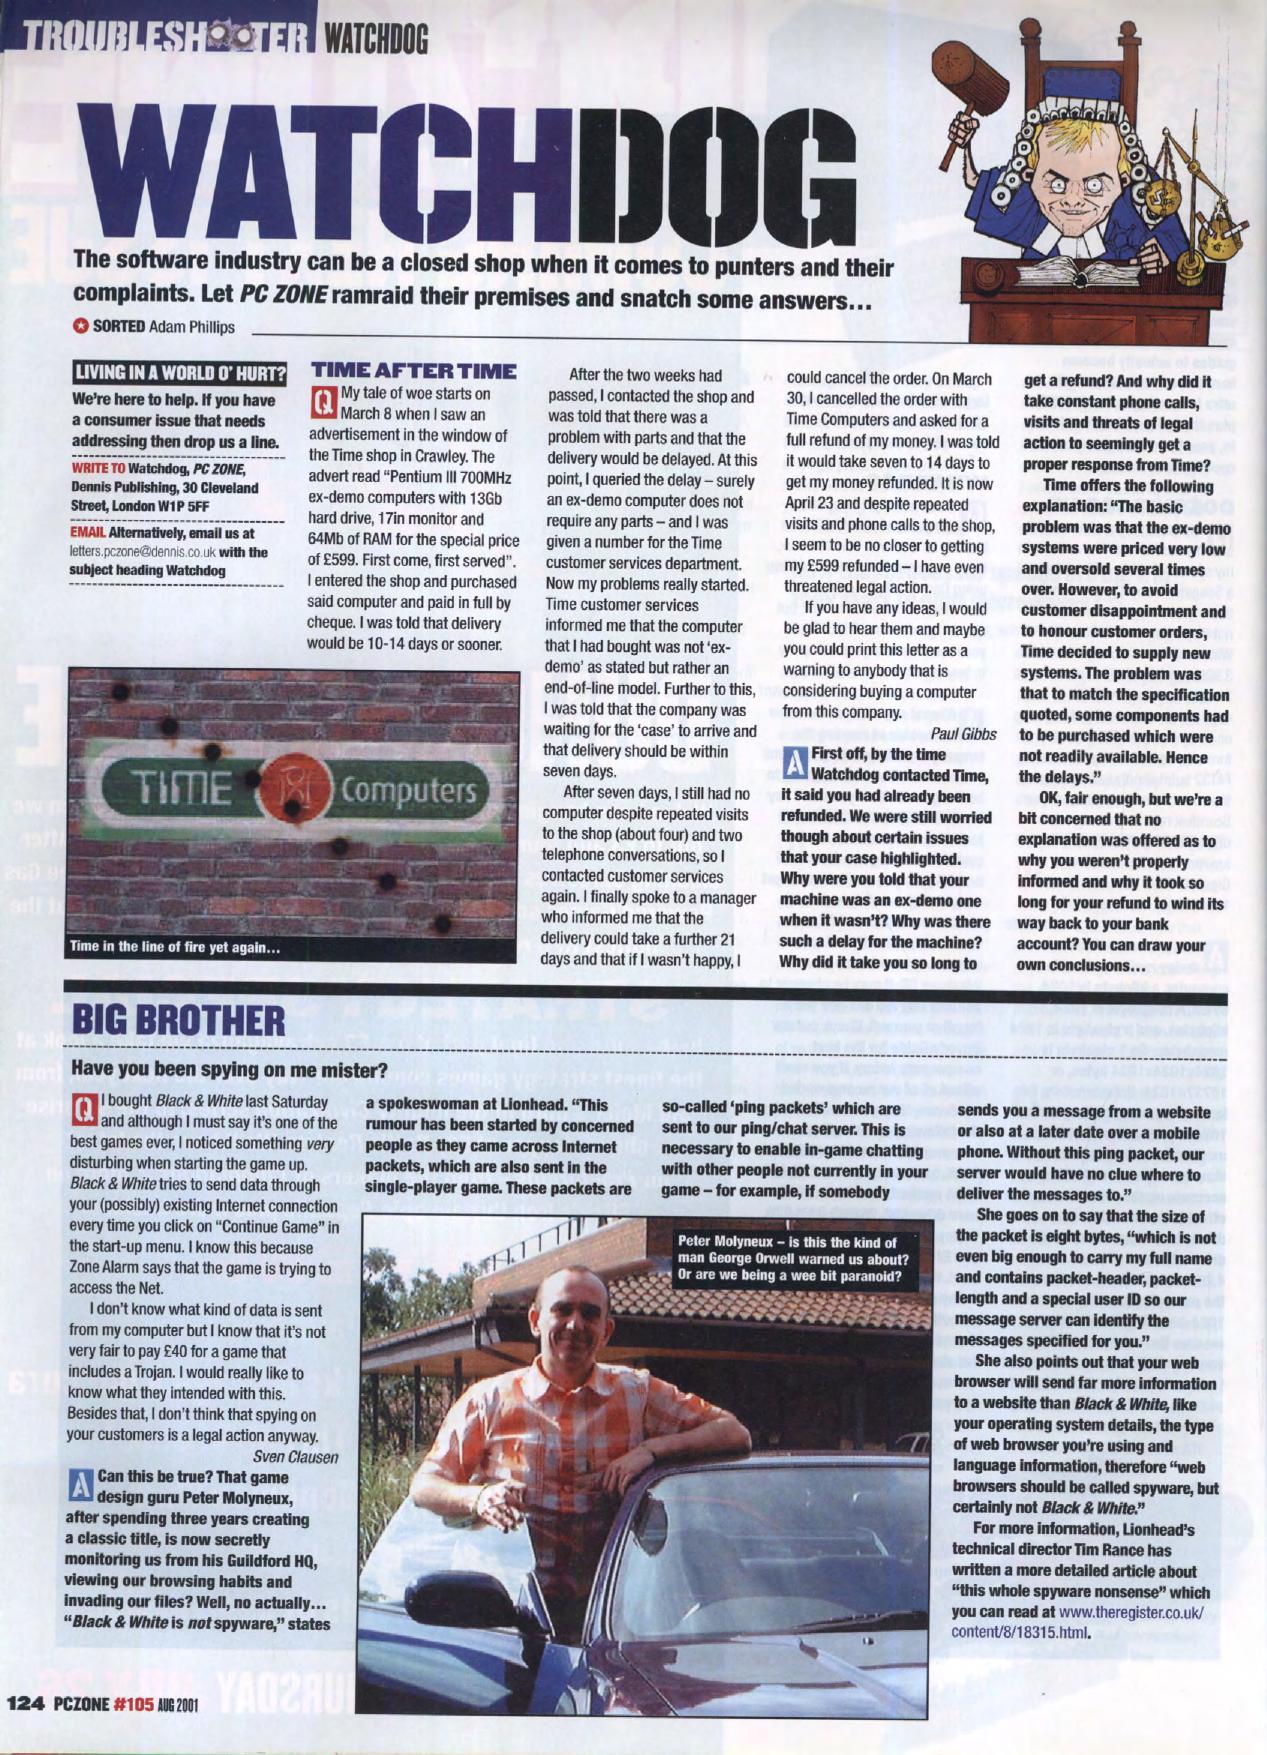 TROUBLESHOOTER WATCHDOG
WATCHDOG
The software industry can be a closed shop when it comes to punters and their
complaints. Let PC ZONE ramraid their premises and snatch some answers...
SORTED Adam Phillips
LIVING IN A WORLD O' HURT?
We're here to help. If you have
a consumer issue that needs
addressing then drop us a line.
WRITE TO Watchdog, PC ZONE,
Dennis Publishing, 30 Cleveland
Street, London W1P 5FF
EMAIL Alternatively, email us at
letters.pczone@dennis.co.uk with the
subject heading Watchdog
TIME AFTER TIME
Q My tale of woe starts on
March 8 when I saw an
advertisement in the window of
the Time shop in Crawley. The
advert read "Pentium III 700MHz
ex-demo computers with 13Gb
hard drive, 17in monitor and
64Mb of RAM for the special price
of £599. First come, first served".
I entered the shop and purchased
said computer and paid in full by
cheque. I was told that delivery
would be 10-14 days or sooner.
After the two weeks had
passed, I contacted the shop and
was told that there was a
problem with parts and that the
delivery would be delayed. At this
point, I queried the delay – surely
an ex-demo computer does not
require any parts – and I was
given a number for the Time
customer services department.
Now my problems really started.
Time customer services
informed me that the computer
that I had bought was not 'ex-
demo' as stated but rather an
end-of-line model. Further to this,
I was told that the company was
waiting for the 'case' to arrive and
that delivery should be within
seven days.
After seven days, I still had no
computer despite repeated visits
to the shop (about four) and two
telephone conversations, so I
contacted customer services
again. I finally spoke to a manager
who informed me that the
delivery could take a further 21
days and that if I wasn't happy, I
could cancel the order. On March
30, I cancelled the order with
Time Computers and asked for a
full refund of my money. I was told
it would take seven to 14 days to
get my money refunded. It is now
April 23 and despite repeated
visits and phone calls to the shop,
I seem to be no closer to getting
my £599 refunded – I have even
threatened legal action.
If you have any ideas, I would
be glad to hear them and maybe
you could print this letter as a
warning to anybody that is
considering buying a computer
from this company.
Paul Gibbs
A First off, by the time
Watchdog contacted Time,
it said you had already been
refunded. We were still worried
though about certain issues
that your case highlighted.
Why were you told that your
machine was an ex-demo one
when it wasn't? Why was there
such a delay for the machine?
Why did it take you so long to
get a refund? And why did it
take constant phone calls,
visits and threats of legal
action to seemingly get a
proper response from Time?
Time offers the following
explanation: "The basic
problem was that the ex-demo
systems were priced very low
and oversold several times
over. However, to avoid
customer disappointment and
to honour customer orders,
Time decided to supply new
systems. The problem was
that to match the specification
quoted, some components had
to be purchased which were
not readily available. Hence
the delays."
OK, fair enough, but we're a
bit concerned that no
explanation was offered as to
why you weren't properly
informed and why it took so
long for your refund to wind its
way back to your bank
account? You can draw your
own conclusions...
TIME Computers
Time in the line of fire yet again...
BIG BROTHER
Have you been spying on me mister?
Q I bought Black & White last Saturday
and although I must say it's one of the
best games ever, I noticed something very
disturbing when starting the game up.
Black & White tries to send data through
your (possibly) existing Internet connection
every time you click on "Continue Game" in
the start-up menu. I know this because
Zone Alarm says that the game is trying to
access the Net.
I don't know what kind of data is sent
from my computer but I know that it's not
very fair to pay £40 for a game that
includes a Trojan. I would really like to
know what they intended with this.
Besides that, I don't think that spying on
your customers is a legal action anyway.
Sven Clausen
A Can this be true? That game
design guru Peter Molyneux,
after spending three years creating
a classic title, is now secretly
monitoring us from his Guildford HQ,
viewing our browsing habits and
invading our files? Well, no actually...
"Black & White is not spyware," states
a spokeswoman at Lionhead. "This
rumour has been started by concerned
people as they came across Internet
packets, which are also sent in the
single-player game. These packets are
so-called 'ping packets' which are
sent to our ping/chat server. This is
necessary to enable in-game chatting
with other people not currently in your
game – for example, if somebody
sends you a message from a website
or also at a later date over a mobile
phone. Without this ping packet, our
server would have no clue where to
deliver the messages to."
She goes on to say that the size of
the packet is eight bytes, "which is not
even big enough to carry my full name
and contains packet-header, packet-
length and a special user ID so our
message server can identify the
messages specified for you."
She also points out that your web
browser will send far more information
to a website than Black & White, like
your operating system details, the type
of web browser you're using and
language information, therefore "web
browsers should be called spyware, but
certainly not Black & White."
For more information, Lionhead's
technical director Tim Rance has
written a more detailed article about
"this whole spyware nonsense" which
you can read at www.theregister.co.uk/
content/8/18315.html.
Peter Molyneux – is this the kind of
man George Orwell warned us about?
Or are we being a wee bit paranoid?
124 PCZONE #105 AUG 2001